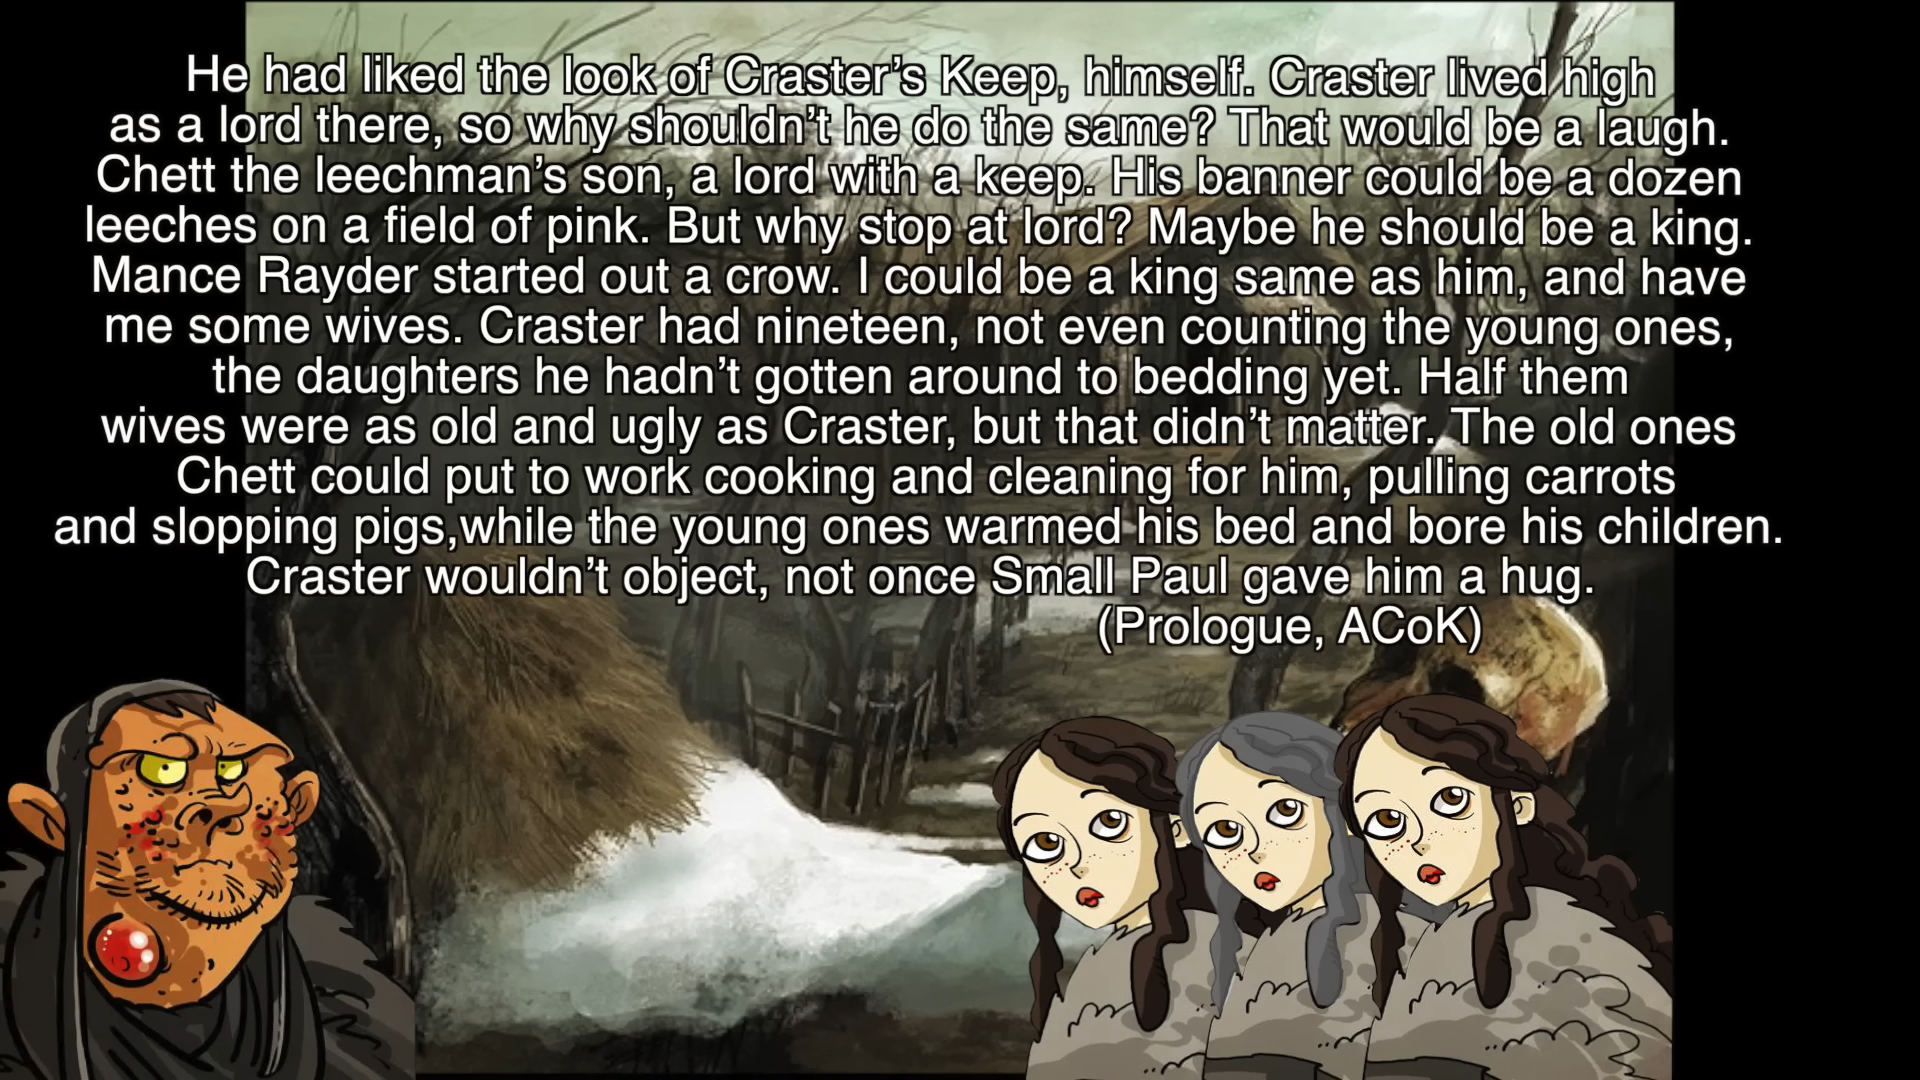 He had liked the look of Craster’s Keep, himself. Craster lived high
as a lord there, so why shouldn’t he do the same? That would be a laugh.
Chett the leechman’s son, a lord with a keep. His banner could be a dozen
leeches on a field of pink. But why stop at lord? Maybe he should be a king.
Mance Rayder started out a crow. I could be a king same as him, and have
me some wives. Craster had nineteen, not even counting the young ones,
the daughters he hadn’t gotten around to bedding yet. Half them
wives were as old and ugly as Craster, but that didn’t matter. The old ones
Chett could put to work cooking and cleaning for him, pulling carrots
and slopping pigs,while the young ones warmed his bed and bore his children.
Craster wouldn’t object, not once Small Paul gave him a hug.
(Prologue, ACoK)